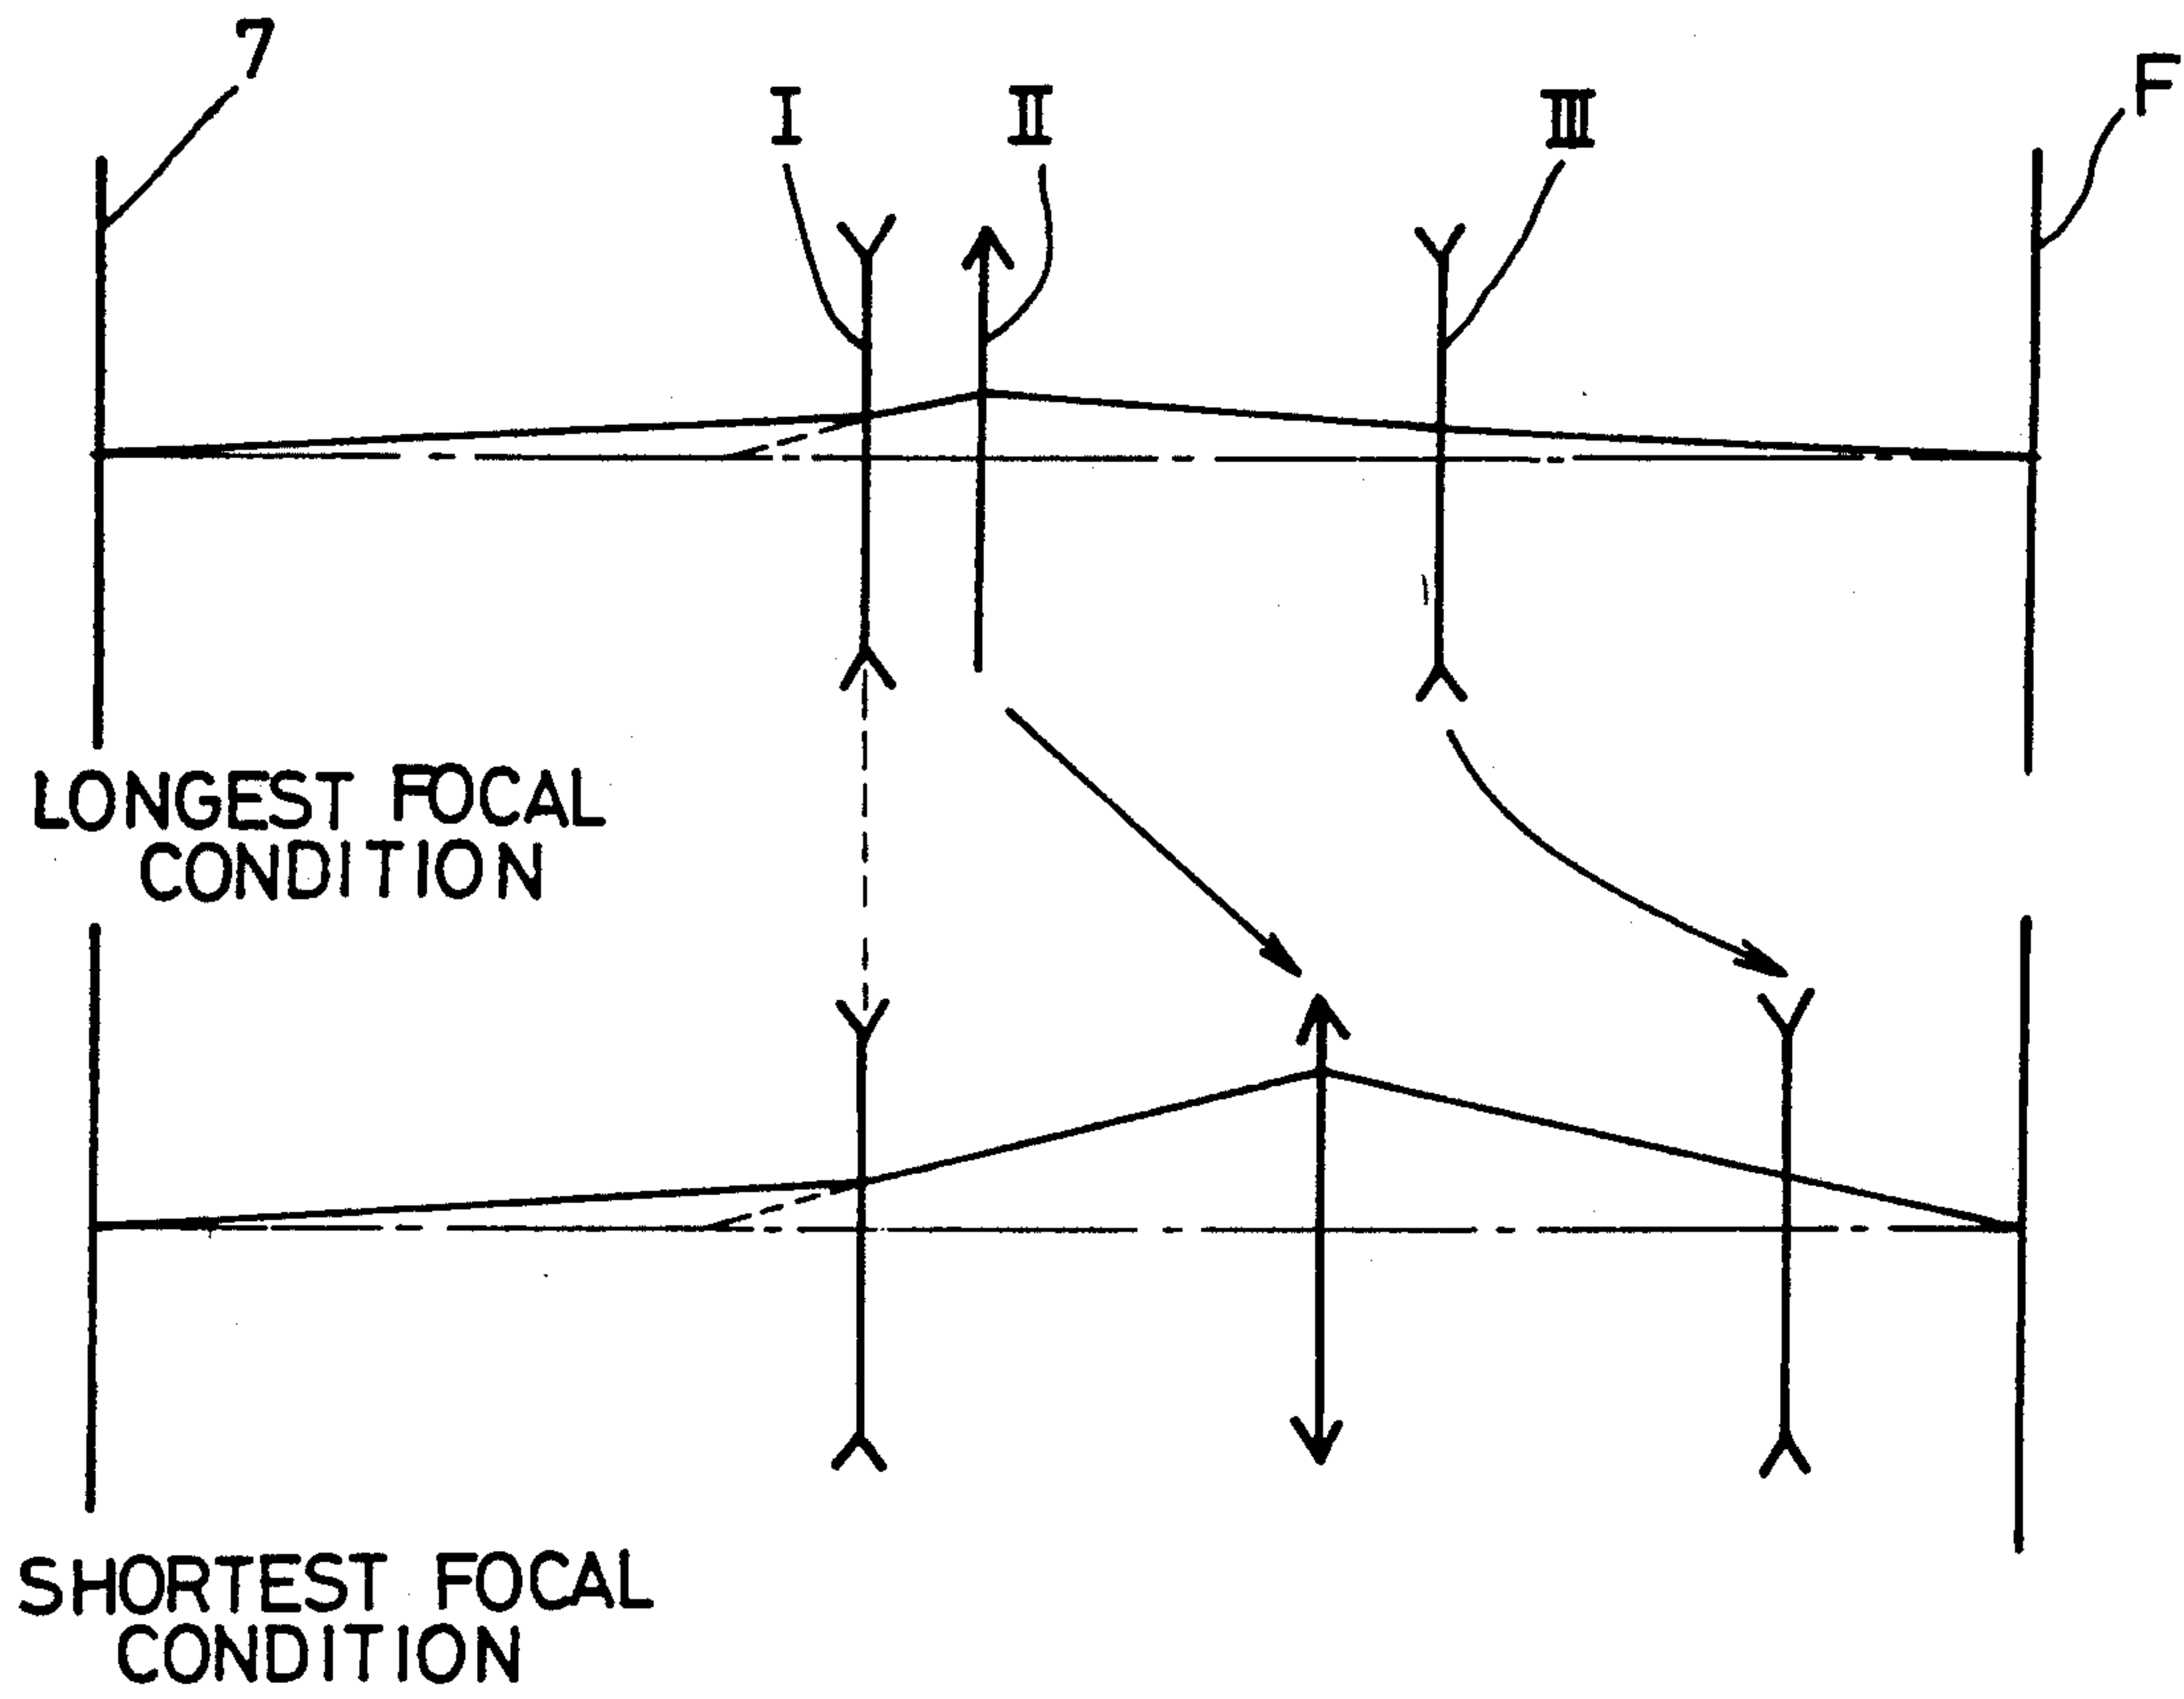 7
I
II
III
F
LONGEST FOCAL
CONDITION
SHORTEST FOCAL
CONDITION